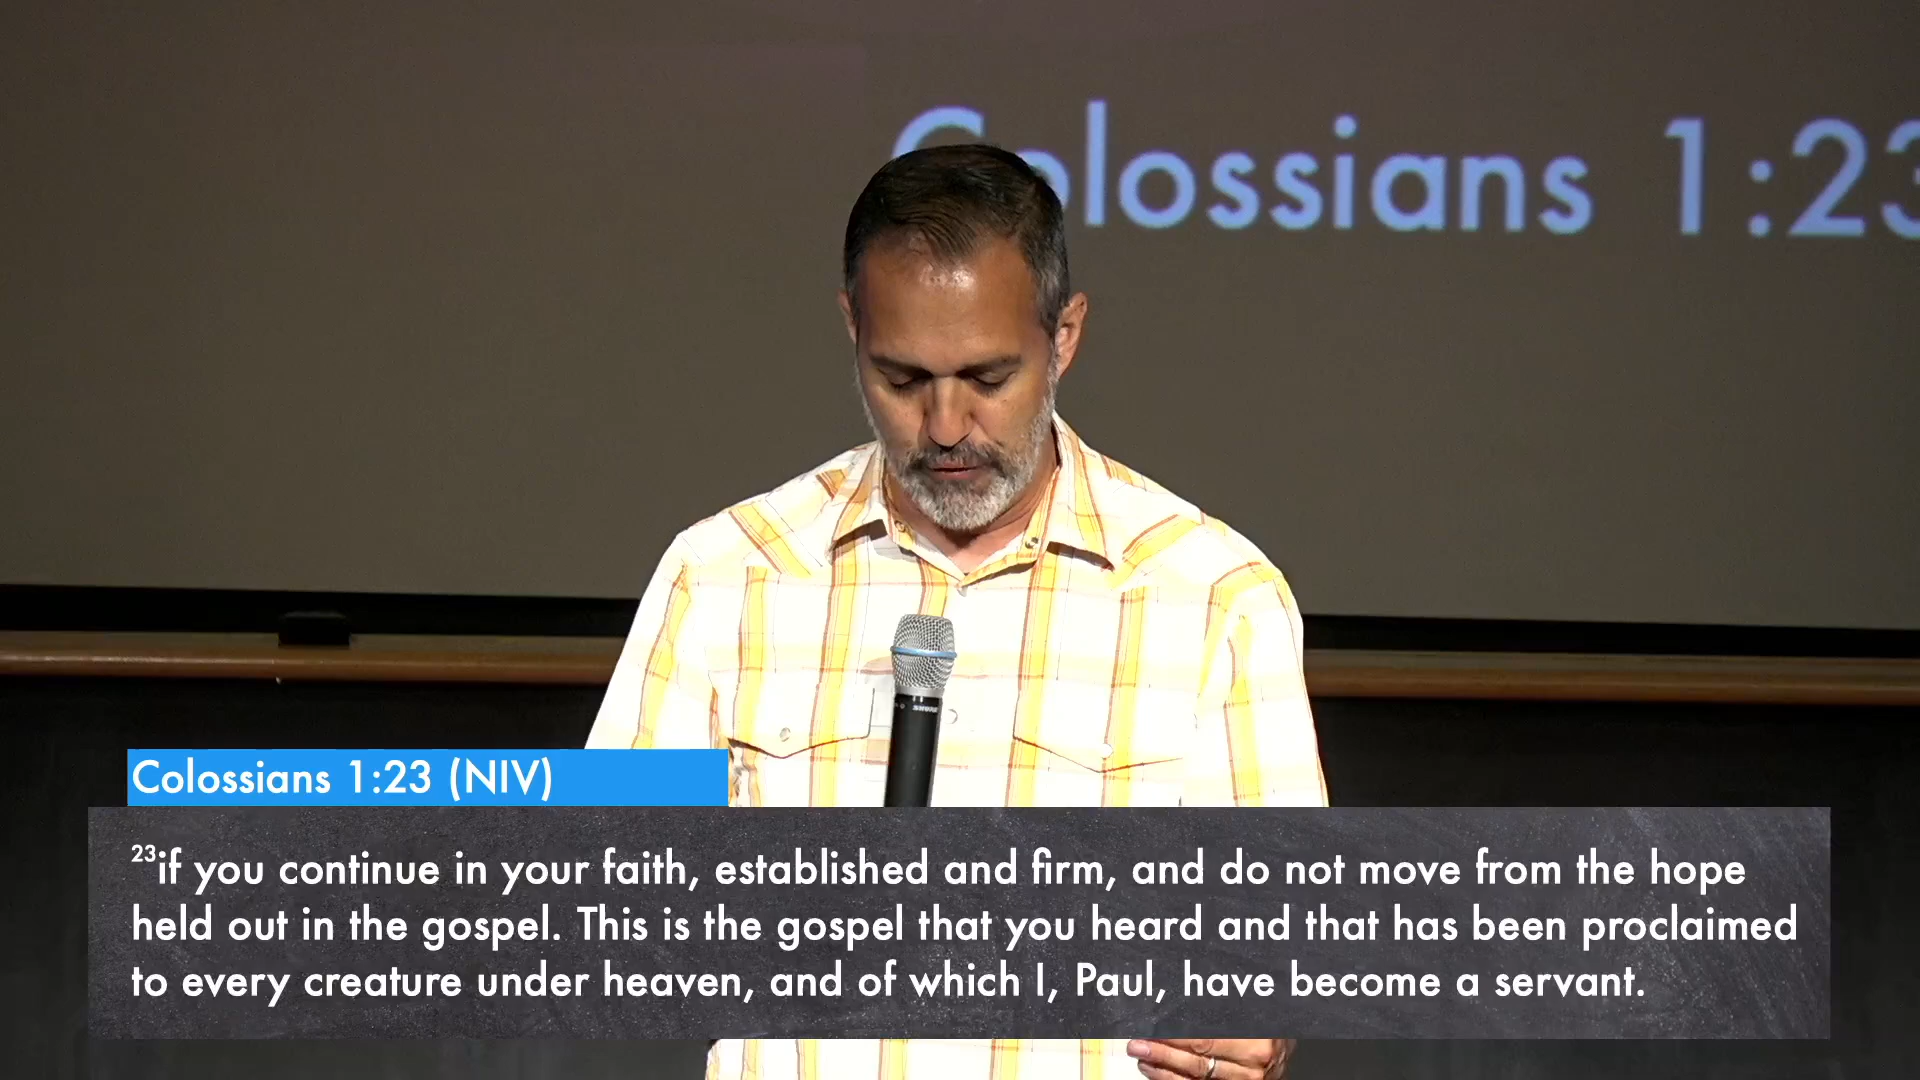 Colossians 1:23
SHURE
Colossians 1:23 (NIV)
23if you continue in your faith, established and firm, and do not move from the hope
held out in the gospel. This is the gospel that you heard and that has been proclaimed
to every creature under heaven, and of which I, Paul, have become a servant.